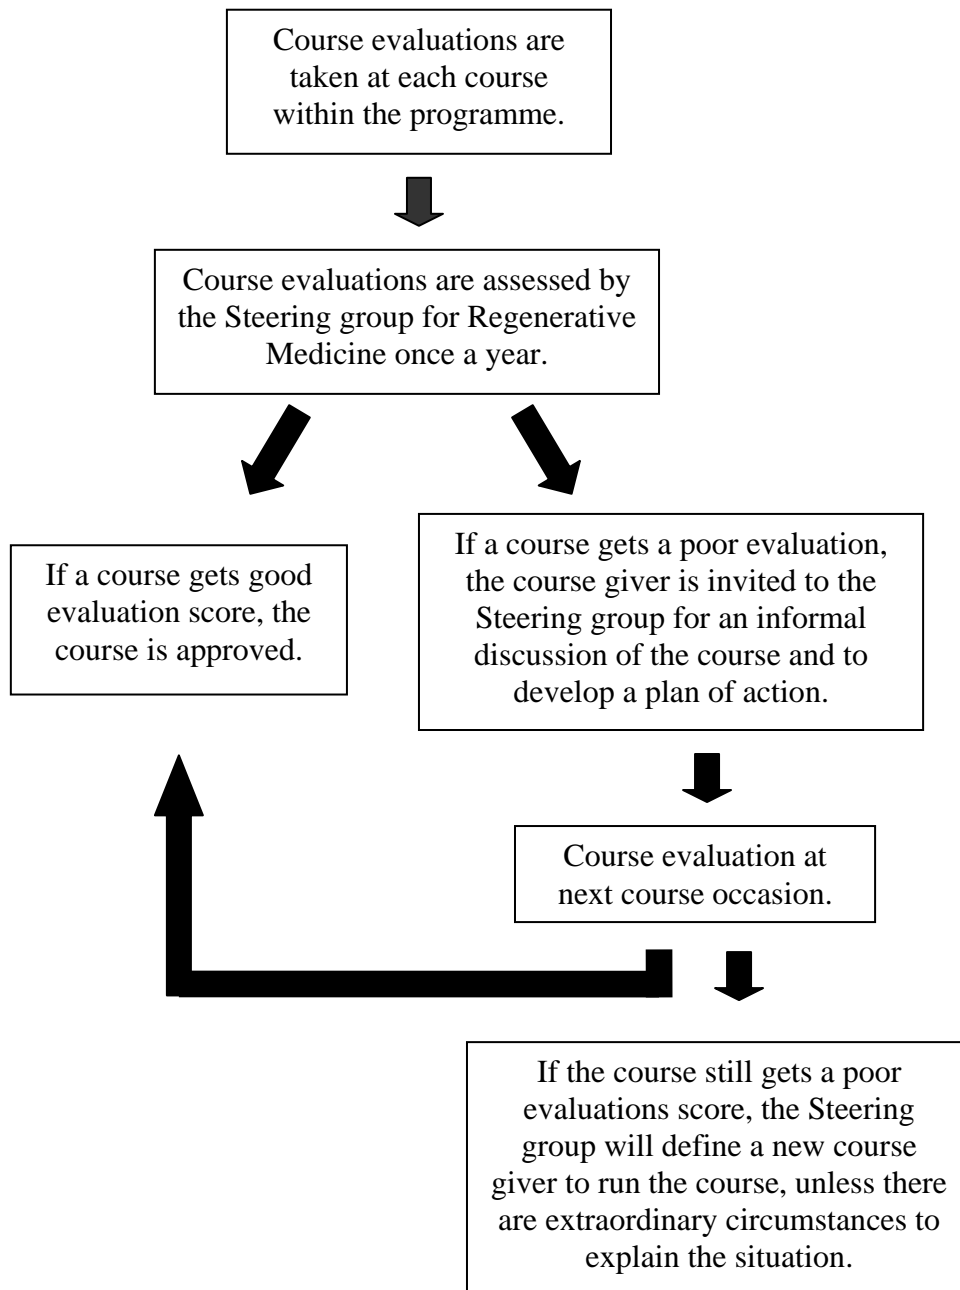 Course evaluations are
taken at each course
within the programme.
Course evaluations are assessed by
the Steering group for Regenerative
Medicine once a year.
If a course gets good
evaluation score, the
course is approved.
If a course gets a poor evaluation,
the course giver is invited to the
Steering group for an informal
discussion of the course and to
develop a plan of action.
Course evaluation at
next course occasion.
If the course still gets a poor
evaluations score, the Steering
group will define a new course
giver to run the course, unless there
are extraordinary circumstances to
explain the situation.